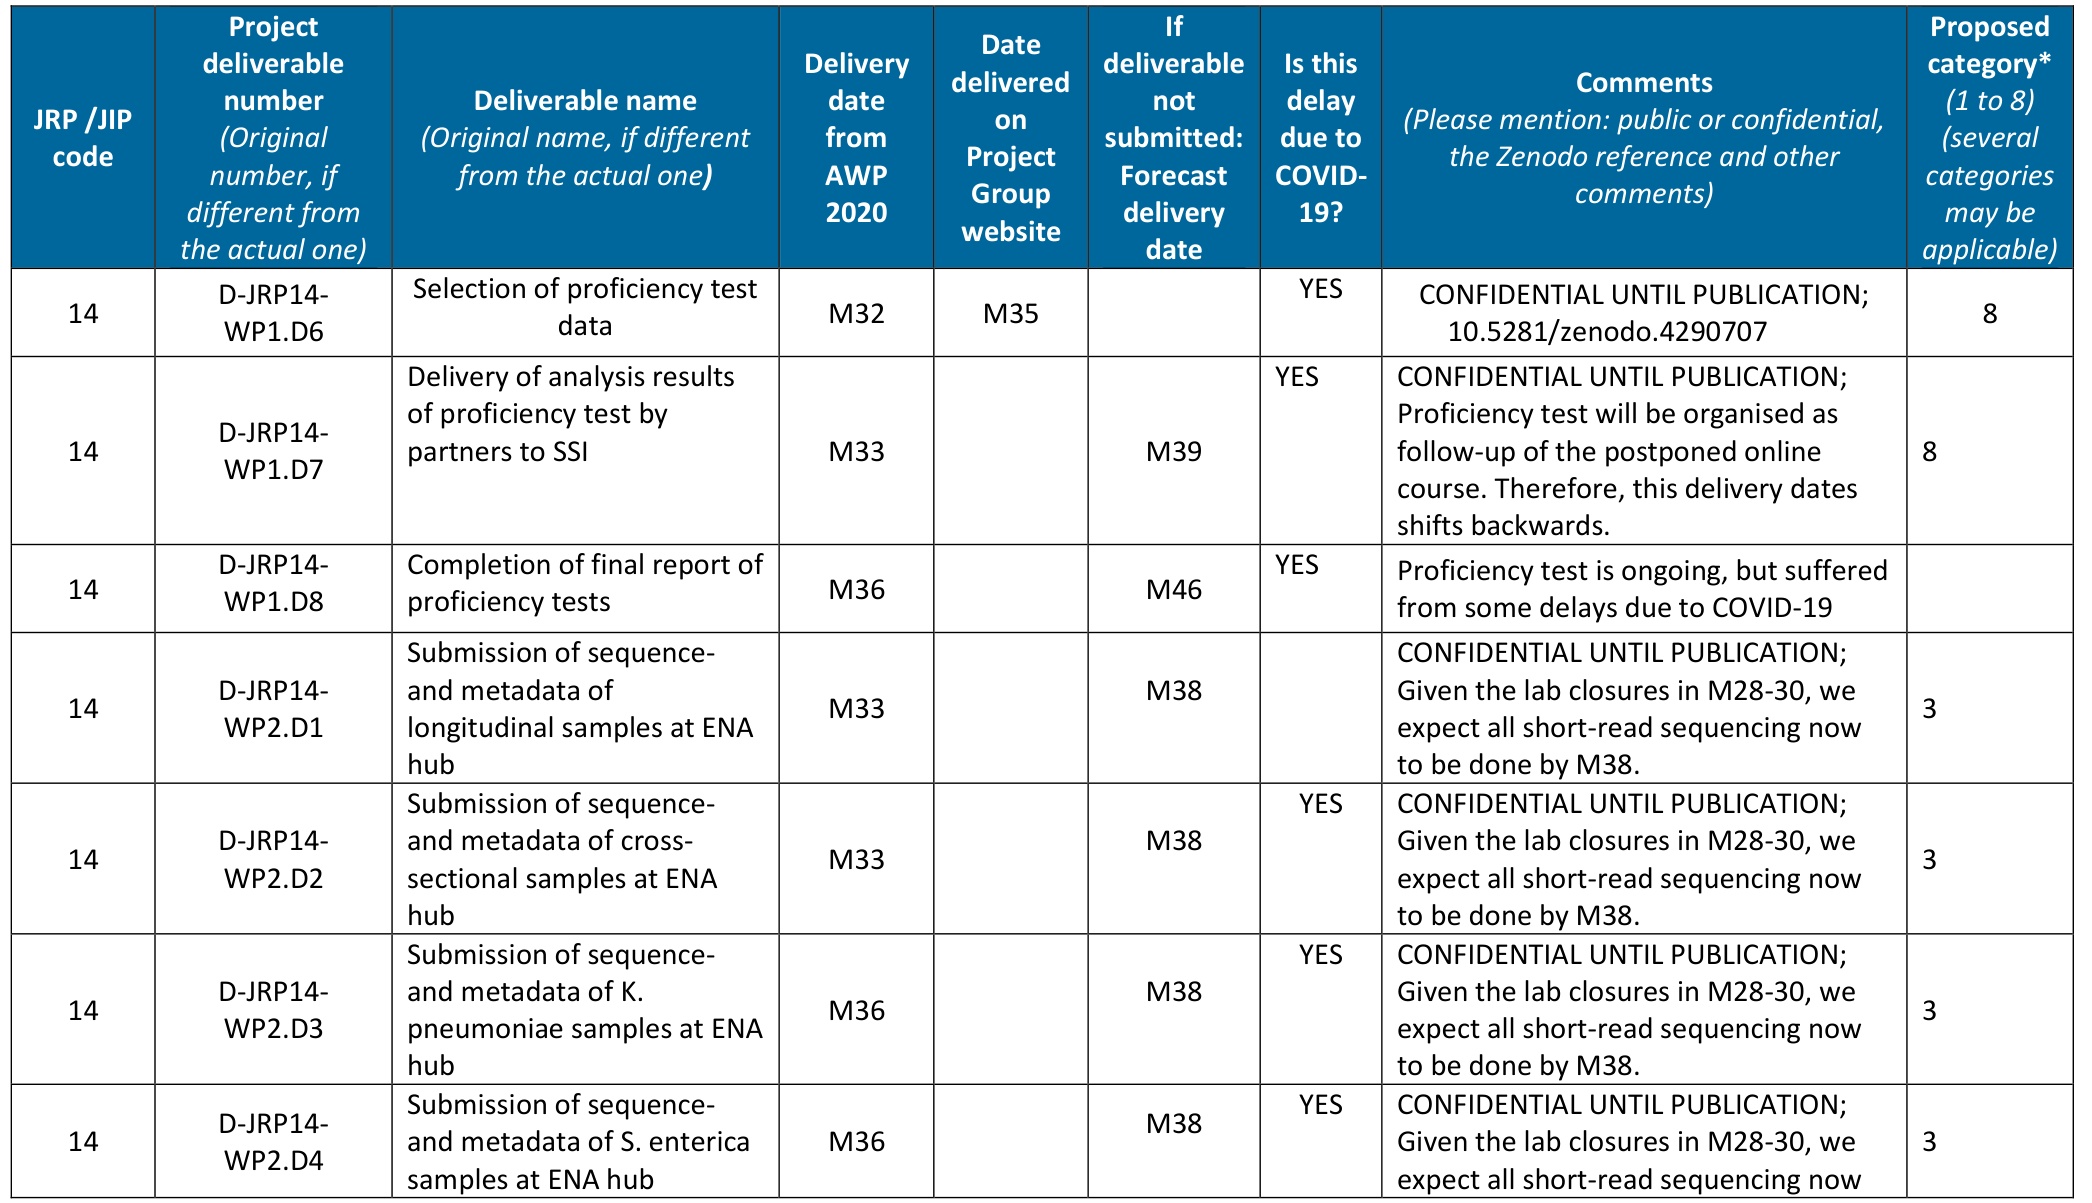 JRP /JIP
code
Project
deliverable
number
(Original
number, if
different from
the actual one)
Deliverable name
(Original name, if different
from the actual one)
Delivery
date
from
AWP
2020
Date
delivered
on
Project
Group
website
If
deliverable
not
submitted:
Forecast
delivery
date
Is this
delay
due to
COVID-
19?
Comments
(Please mention: public or confidential,
the Zenodo reference and other
comments)
Proposed
category*
(1 to 8)
(several
categories
may be
applicable)
14
D-JRP14-
WP1.D6
Selection of proficiency test
data
M32
M35
YES
CONFIDENTIAL UNTIL PUBLICATION;
10.5281/zenodo.4290707
8
14
D-JRP14-
WP1.D7
Delivery of analysis results
of proficiency test by
partners to SSI
M33
M39
YES
CONFIDENTIAL UNTIL PUBLICATION;
Proficiency test will be organised as
follow-up of the postponed online
course. Therefore, this delivery dates
shifts backwards.
8
14
D-JRP14-
WP1.D8
Completion of final report of
proficiency tests
M36
M46
YES
Proficiency test is ongoing, but suffered
from some delays due to COVID-19
14
D-JRP14-
WP2.D1
Submission of sequence-
and metadata of
longitudinal samples at ENA
hub
M33
M38
CONFIDENTIAL UNTIL PUBLICATION;
Given the lab closures in M28-30, we
expect all short-read sequencing now
to be done by M38.
3
14
D-JRP14-
WP2.D2
Submission of sequence-
and metadata of cross-
sectional samples at ENA
hub
M33
M38
YES
CONFIDENTIAL UNTIL PUBLICATION;
Given the lab closures in M28-30, we
expect all short-read sequencing now
to be done by M38.
3
14
D-JRP14-
WP2.D3
Submission of sequence-
and metadata of K.
pneumoniae samples at ENA
hub
M36
M38
YES
CONFIDENTIAL UNTIL PUBLICATION;
Given the lab closures in M28-30, we
expect all short-read sequencing now
to be done by M38.
3
14
D-JRP14-
WP2.D4
Submission of sequence-
and metadata of S. enterica
samples at ENA hub
M36
M38
YES
CONFIDENTIAL UNTIL PUBLICATION;
Given the lab closures in M28-30, we
expect all short-read sequencing now
3